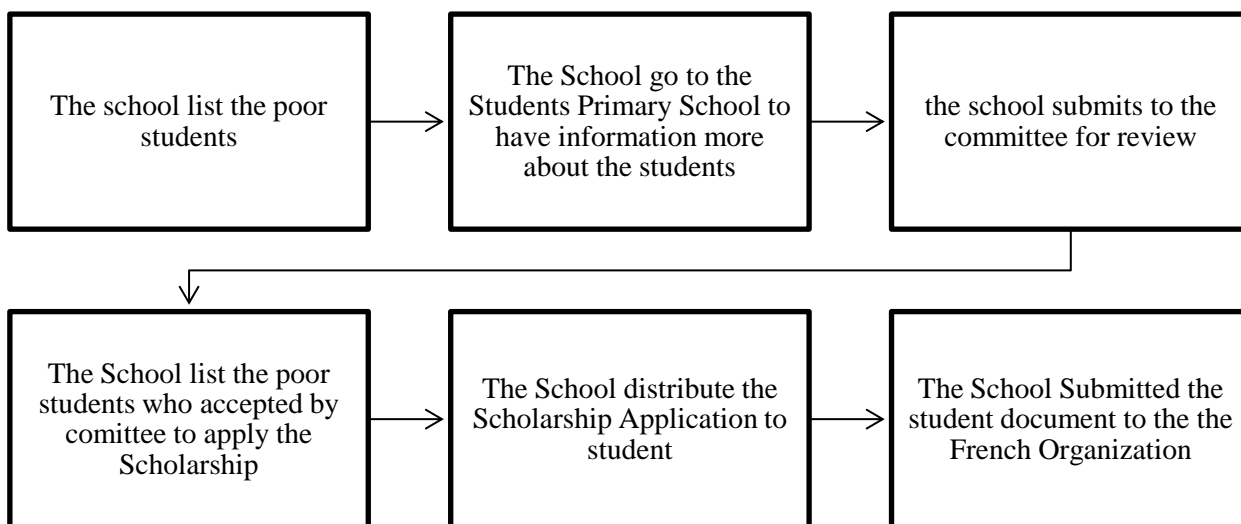 The school list the poor
students
The School go to the
Students Primary School to
have information more
about the students
the school submits to the
committee for review
The School list the poor
students who accepted by
comittee to apply the
Scholarship
The School distribute the
Scholarship Application to
student
The School Submitted the
student document to the the
French Organization